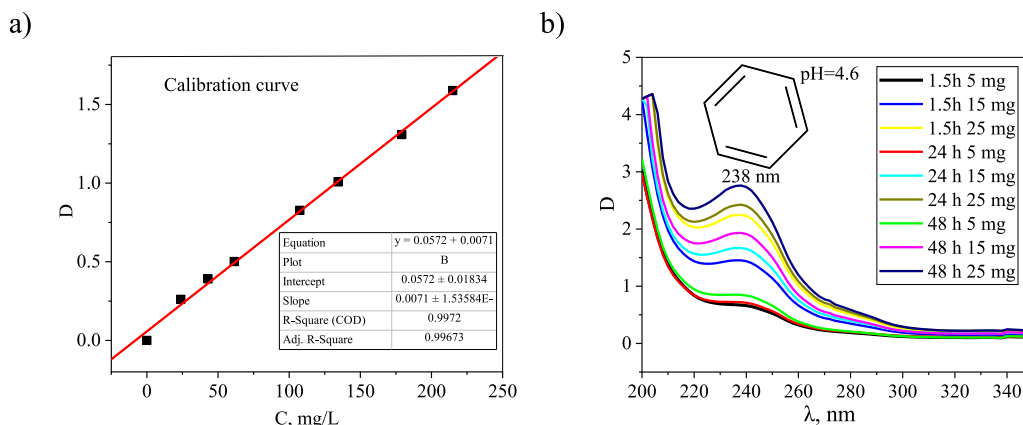 a)
Calibration curve
D
1.5
1.0
0.5
0.0
0
50
100
150
200
250
C, mg/L
Equation y = 0.0572 + 0.0071
Plot B
Intercept 0.0572 ± 0.01834
Slope 0.0071 ± 1.53584E-
R-Square (COD) 0.9972
Adj. R-Square 0.99673
b)
D
5
4
3
2
1
0
200
220
240
260
280
300
320
340
λ, nm
pH=4.6
238 nm
1.5h 5 mg
1.5h 15 mg
1.5h 25 mg
24 h 5 mg
24 h 15 mg
24 h 25 mg
48 h 5 mg
48 h 15 mg
48 h 25 mg